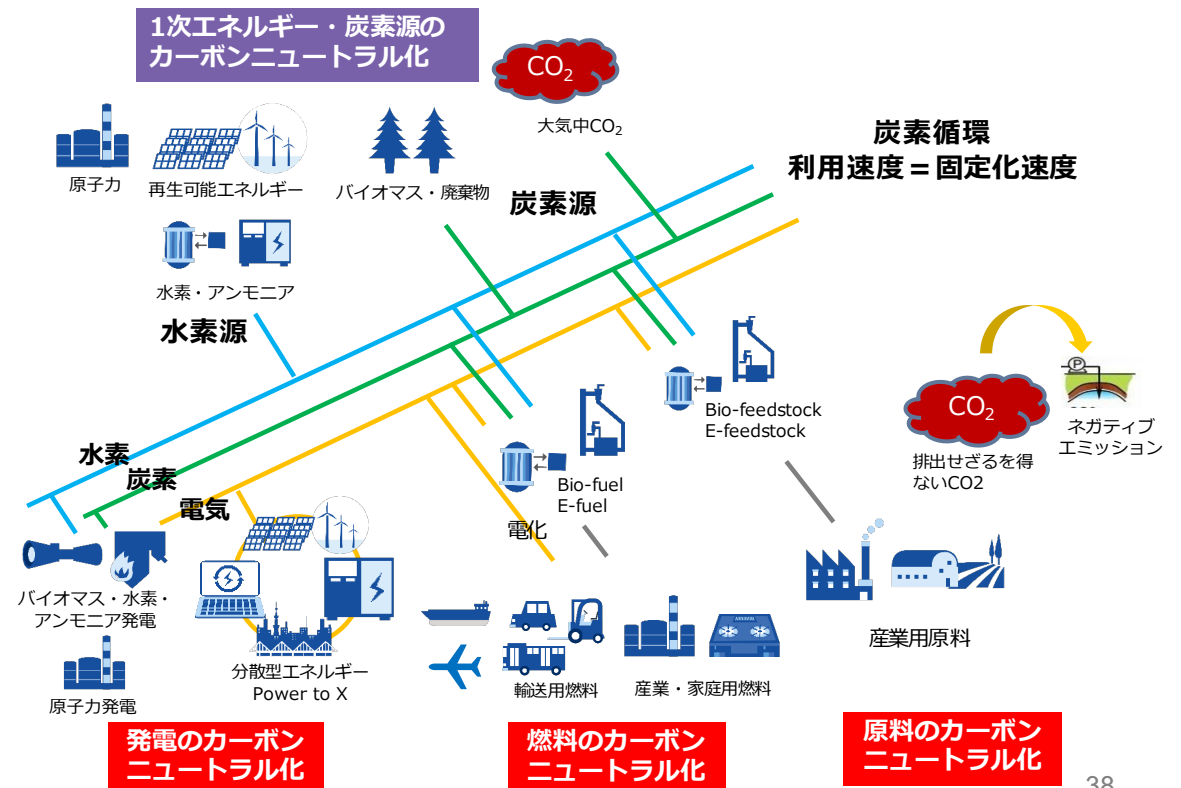 1次エネルギー・炭素源の
カーボンニュートラル化
CO2
大気中CO2
炭素循環
利用速度＝固定化速度
原子力
再生可能エネルギー
バイオマス・廃棄物
炭素源
水素・アンモニア
水素源
Bio-feedstock
E-feedstock
CO2
P
ネガティブ
エミッション
排出せざるを得
ないCO2
水素
炭素
電気
Bio-fuel
E-fuel
電化
バイオマス・水素・
アンモニア発電
原子力発電
分散型エネルギー
Power to X
輸送用燃料
産業・家庭用燃料
産業用原料
発電のカーボン
ニュートラル化
燃料のカーボン
ニュートラル化
原料のカーボン
ニュートラル化
38